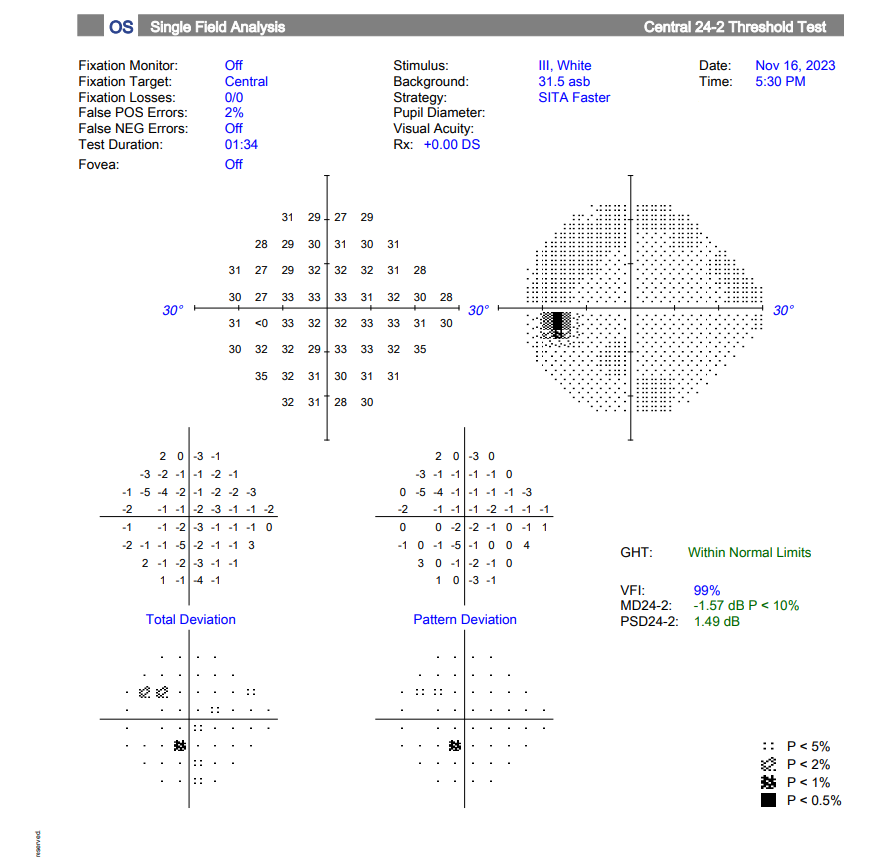 OS Single Field Analysis Central 24-2 Threshold Test
Fixation Monitor: Off Stimulus: III, White Date: Nov 16, 2023
Fixation Target: Central Background: 31.5 asb Time: 5:30 PM
Fixation Losses: 0/0 Strategy: SITA Faster
False POS Errors: 2% Pupil Diameter:
False NEG Errors: Off Visual Acuity:
Test Duration: 01:34 Rx: +0.00 DS
Fovea: Off
31 29 27 29
28 29 30 31 30 31
31 27 29 32 32 32 31 28
30 27 33 33 33 31 32 30 28
30° 30° 30°
31 <0 33 32 32 33 33 31 30
30 32 32 29 33 33 32 35
35 32 31 30 31 31
32 31 28 30
2 0 -3 -1 2 0 -3 0
-3 -2 -1 -1 -2 -1 -3 -1 -1 -1 -1 0
-1 -5 -4 -2 -1 -2 -2 -3 0 -5 -4 -1 -1 -1 -1 -3
-2 -1 -1 -2 -3 -1 -1 -2 -2 -1 -1 -1 -2 -1 -1 -1
-1 -1 -2 -3 -1 -1 -1 0 0 0 -2 -2 -1 0 -1 1
-2 -1 -1 -5 -2 -1 -1 3 -1 0 -1 -5 -1 0 0 4
2 -1 -2 -3 -1 -1 3 0 -1 -2 -1 0
1 -1 -4 -1 1 0 -3 -1
GHT: Within Normal Limits
VFI: 99%
MD24-2: -1.57 dB P < 10%
PSD24-2: 1.49 dB
Total Deviation Pattern Deviation
P < 5%
P < 2%
P < 1%
P < 0.5%
reserved.